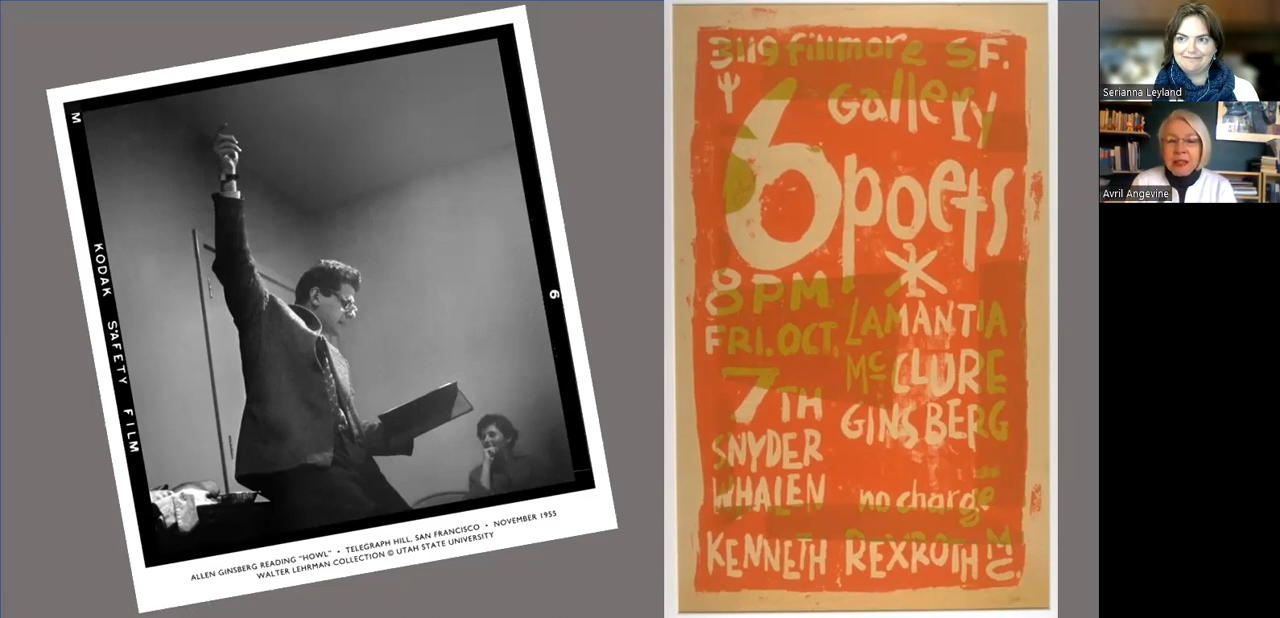 M
KODAK SAFETY FILM
6
ALLEN GINSBERG READING "HOWL" • TELEGRAPH HILL, SAN FRANCISCO • NOVEMBER 1955
WALTER LEHRMAN COLLECTION © UTAH STATE UNIVERSITY
3119 fillmore S.F.
6 Gallery
poets
8 PM
FRI. OCT.
7TH
SNYDER
WHALEN
LAMANTIA
McCLURE
GINSBERG
no charge
KENNETH REXROTH M.C.
Serianna Leyland
Avril Angevine